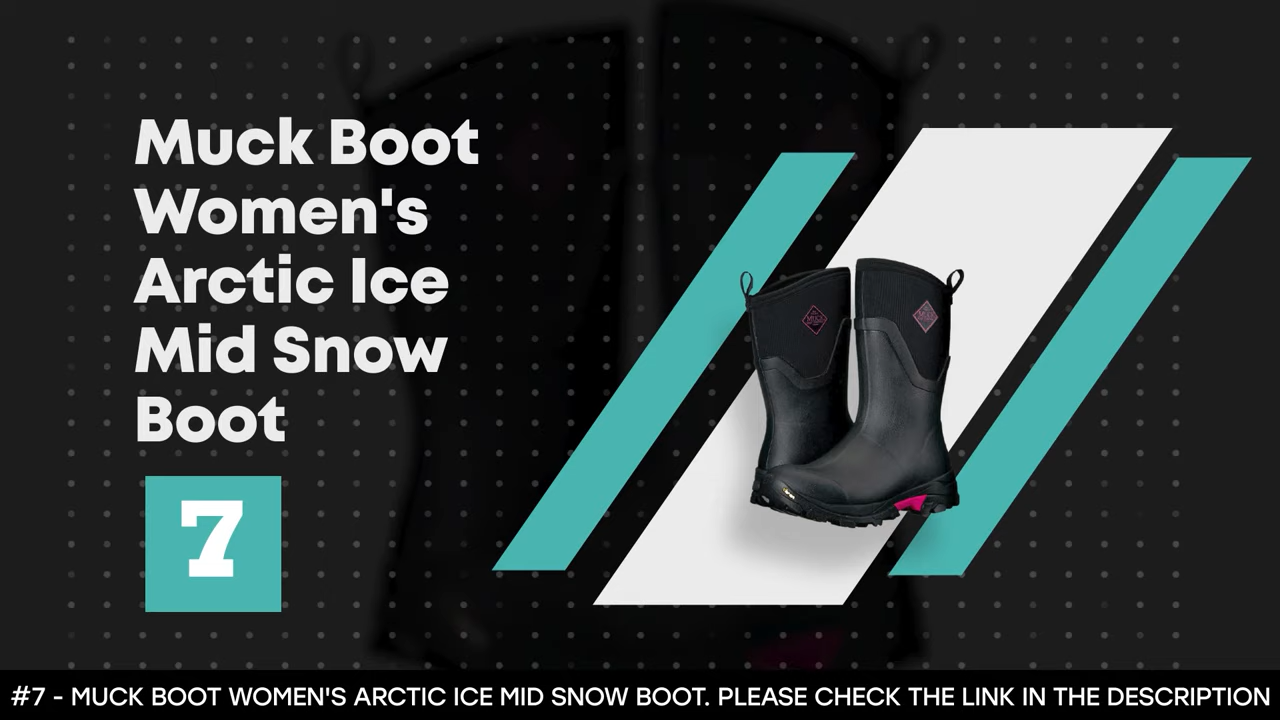 Muck Boot
Women's
Arctic Ice
Mid Snow
Boot
7
#7 - MUCK BOOT WOMEN'S ARCTIC ICE MID SNOW BOOT. PLEASE CHECK THE LINK IN THE DESCRIPTION